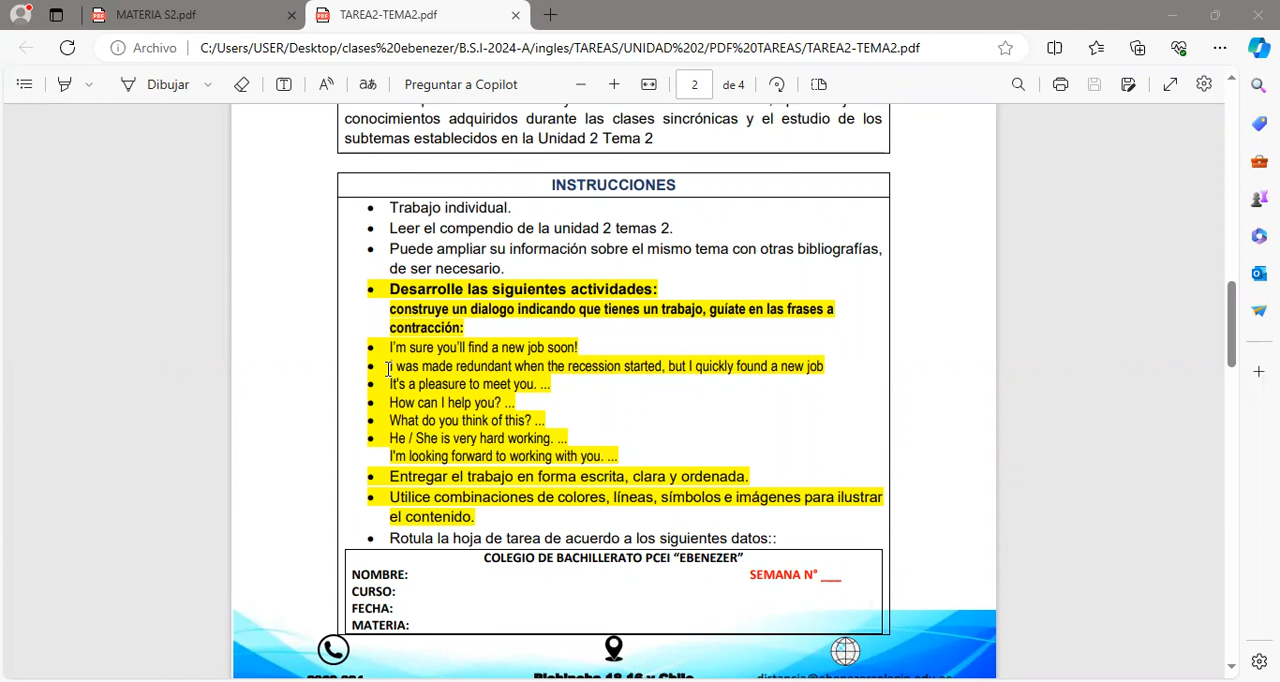 MATERIA S2.pdf
TAREA2-TEMA2.pdf
Archivo C:/Users/USER/Desktop/clases%20ebenezer/B.S.I-2024-A/ingles/TAREAS/UNIDAD%202/PDF%20TAREAS/TAREA2-TEMA2.pdf
Dibujar Preguntar a Copilot 2 de 4
conocimientos adquiridos durante las clases sincrónicas y el estudio de los
subtemas establecidos en la Unidad 2 Tema 2
INSTRUCCIONES
• Trabajo individual.
• Leer el compendio de la unidad 2 temas 2.
• Puede ampliar su información sobre el mismo tema con otras bibliografías,
de ser necesario.
• Desarrolle las siguientes actividades:
construye un dialogo indicando que tienes un trabajo, guíate en las frases a
contracción:
• I'm sure you'll find a new job soon!
• i was made redundant when the recession started, but I quickly found a new job
• It's a pleasure to meet you. ...
• How can I help you? ...
• What do you think of this? ...
• He / She is very hard working. ...
I'm looking forward to working with you. ...
• Entregar el trabajo en forma escrita, clara y ordenada.
• Utilice combinaciones de colores, líneas, símbolos e imágenes para ilustrar
el contenido.
• Rotula la hoja de tarea de acuerdo a los siguientes datos::
COLEGIO DE BACHILLERATO PCEI “EBENEZER”
NOMBRE: SEMANA N° ___
CURSO:
FECHA:
MATERIA: